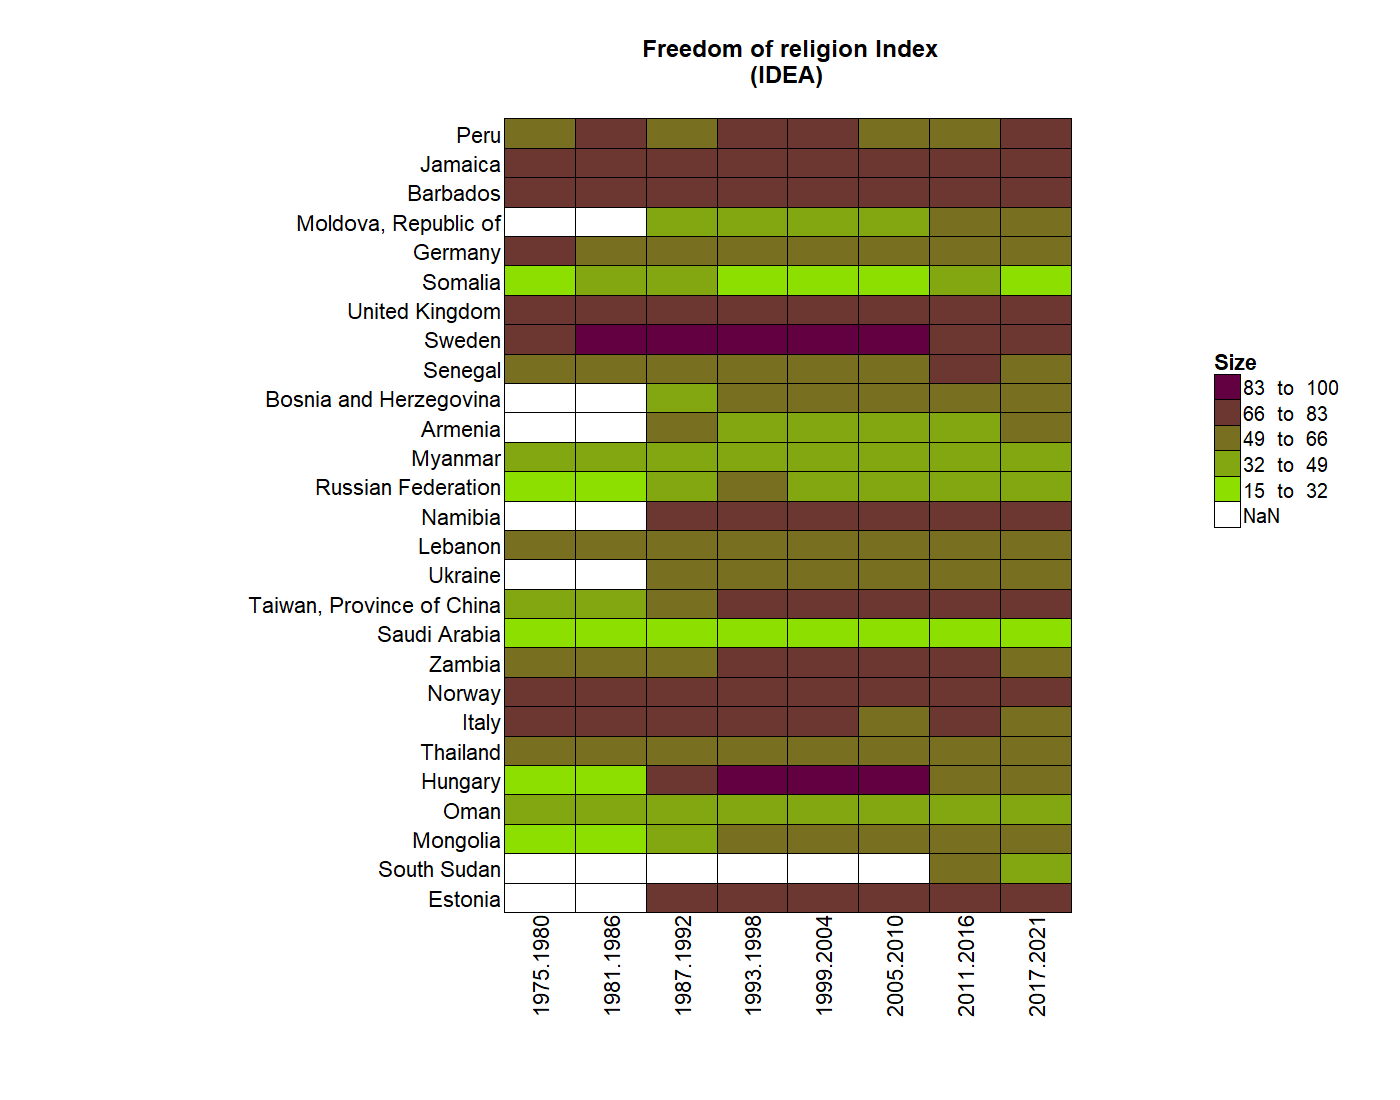 Freedom of religion Index
(IDEA)
Peru
Jamaica
Barbados
Moldova, Republic of
Germany
Somalia
United Kingdom
Sweden
Senegal
Bosnia and Herzegovina
Armenia
Myanmar
Russian Federation
Namibia
Lebanon
Ukraine
Taiwan, Province of China
Saudi Arabia
Zambia
Norway
Italy
Thailand
Hungary
Oman
Mongolia
South Sudan
Estonia
1975.1980
1981.1986
1987.1992
1993.1998
1999.2004
2005.2010
2011.2016
2017.2021
Size
83 to 100
66 to 83
49 to 66
32 to 49
15 to 32
NaN